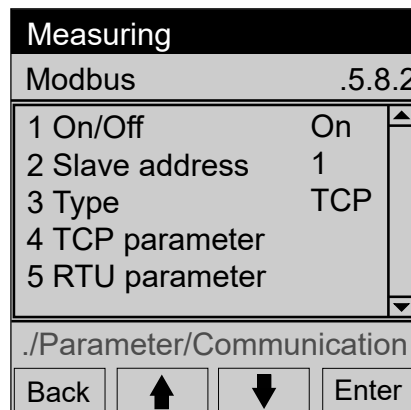 Measuring
Modbus .5.8.2
1 On/Off On
2 Slave address 1
3 Type TCP
4 TCP parameter
5 RTU parameter
./Parameter/Communication
Back Enter